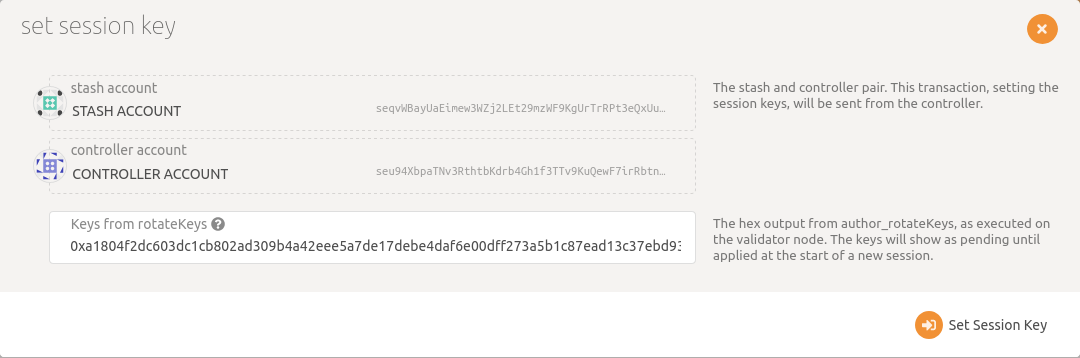 set session key
stash account
STASH ACCOUNT
seqvWBayUaEimew3WZj2LEt29mzWF9KgUrTrRPt3eQxUu…
The stash and controller pair. This transaction, setting the
session keys, will be sent from the controller.
controller account
CONTROLLER ACCOUNT
seu94XbpaTNv3RthtbKdrb4Gh1f3TTv9KuQewF7irRbtn…
Keys from rotateKeys ?
0xa1804f2dc603dc1cb802ad309b4a42eee5a7de17debe4daf6e00dff273a5b1c87ead13c37ebd93
The hex output from author_rotateKeys, as executed on
the validator node. The keys will show as pending until
applied at the start of a new session.
Set Session Key